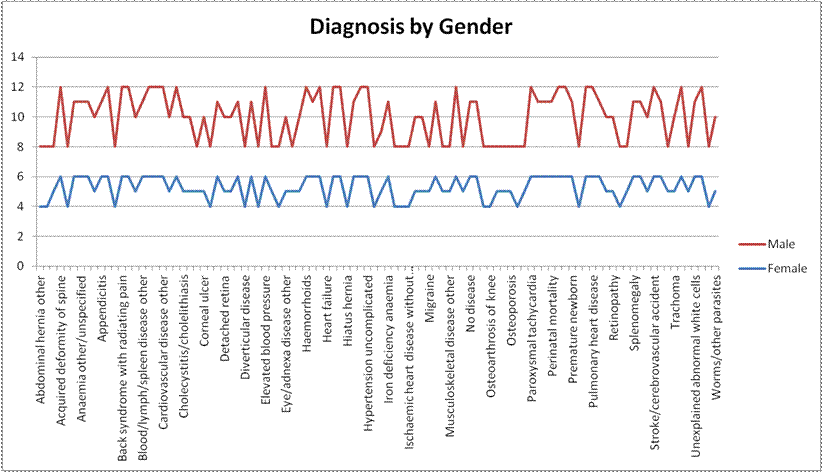 Diagnosis by Gender
14
12
10
8
6
4
2
0
Male
Female
Abdominal hernia other
Acquired deformity of spine
Anaemia other/unspecified
Appendicitis
Back syndrome with radiating pain
Blood/lymph/spleen disease other
Cardiovascular disease other
Cholecystitis/cholelithiasis
Corneal ulcer
Detached retina
Diverticular disease
Elevated blood pressure
Eye/adnexa disease other
Haemorrhoids
Heart failure
Hiatus hernia
Hypertension uncomplicated
Iron deficiency anaemia
Ischaemic heart disease without...
Migraine
Musculoskeletal disease other
No disease
Osteoarthrosis of knee
Osteoporosis
Paroxysmal tachycardia
Perinatal mortality
Premature newborn
Pulmonary heart disease
Retinopathy
Splenomegaly
Stroke/cerebrovascular accident
Trachoma
Unexplained abnormal white cells
Worms/other parasites